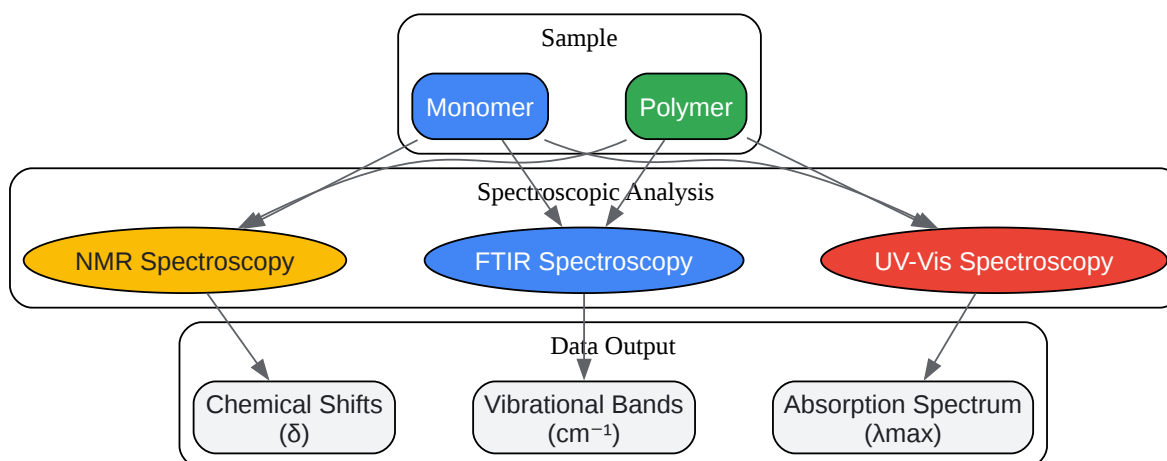 Sample
Monomer
Polymer
Spectroscopic Analysis
NMR Spectroscopy
FTIR Spectroscopy
UV-Vis Spectroscopy
Data Output
Chemical Shifts
(δ)
Vibrational Bands
(cm⁻¹)
Absorption Spectrum
(λmax)